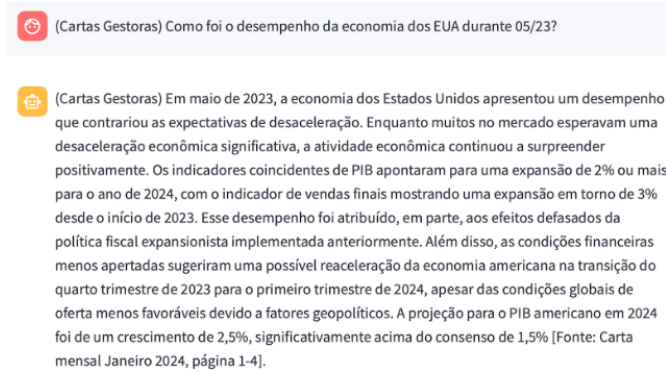 (Cartas Gestoras) Como foi o desempenho da economia dos EUA durante 05/23?
(Cartas Gestoras) Em maio de 2023, a economia dos Estados Unidos apresentou um desempenho
que contrariou as expectativas de desaceleração. Enquanto muitos no mercado esperavam uma
desaceleração econômica significativa, a atividade econômica continuou a surpreender
positivamente. Os indicadores coincidentes de PIB apontaram para uma expansão de 2% ou mais
para o ano de 2024, com o indicador de vendas finais mostrando uma expansão em torno de 3%
desde o início de 2023. Esse desempenho foi atribuído, em parte, aos efeitos defasados da
política fiscal expansionista implementada anteriormente. Além disso, as condições financeiras
menos apertadas sugeriram uma possível reaceleração da economia americana na transição do
quarto trimestre de 2023 para o primeiro trimestre de 2024, apesar das condições globais de
oferta menos favoráveis devido a fatores geopolíticos. A projeção para o PIB americano em 2024
foi de um crescimento de 2,5%, significativamente acima do consenso de 1,5% [Fonte: Carta
mensal Janeiro 2024, página 1-4].